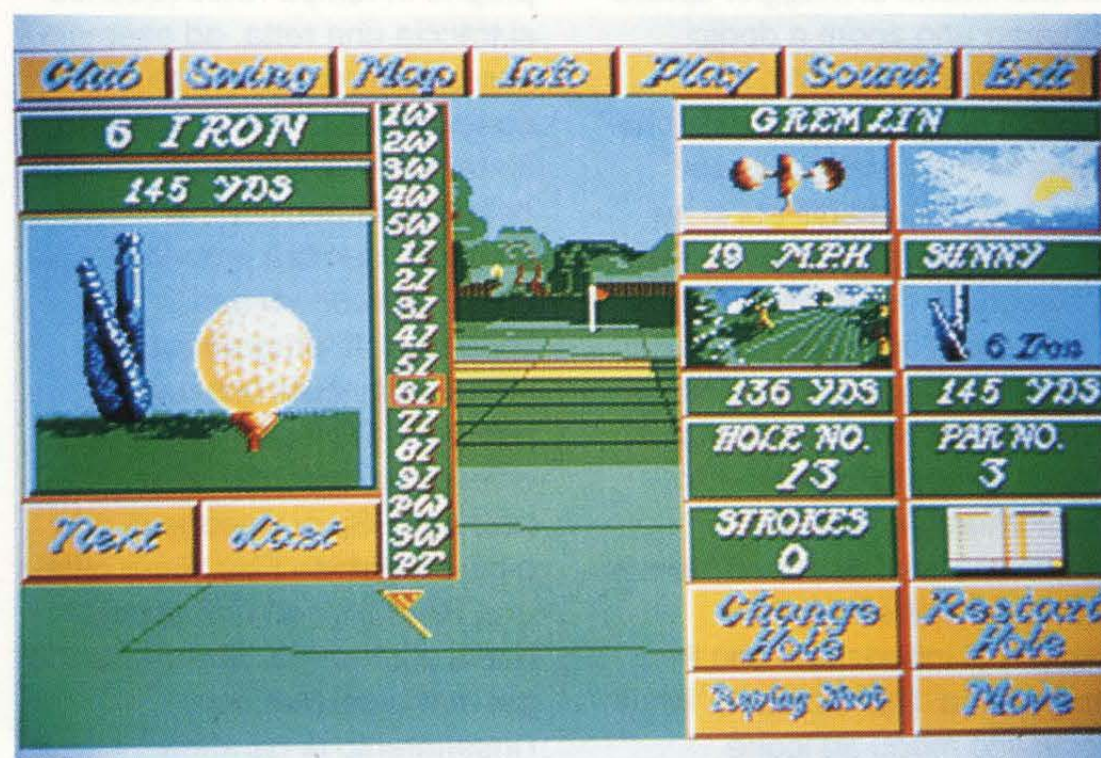 Club Swing Map Info Play Sound Exit
6 IRON
145 YDS
Next Last
1W
2W
3W
4W
5W
1I
2I
3I
4I
5I
6I
7I
8I
9I
PW
SW
PT
GREMLIN
19 M.P.H. SUNNY
6 Iron
136 YDS 145 YDS
HOLE NO. PAR NO.
13 3
STROKES
0
Change Restart
Hole Hole
Replay Shot Move